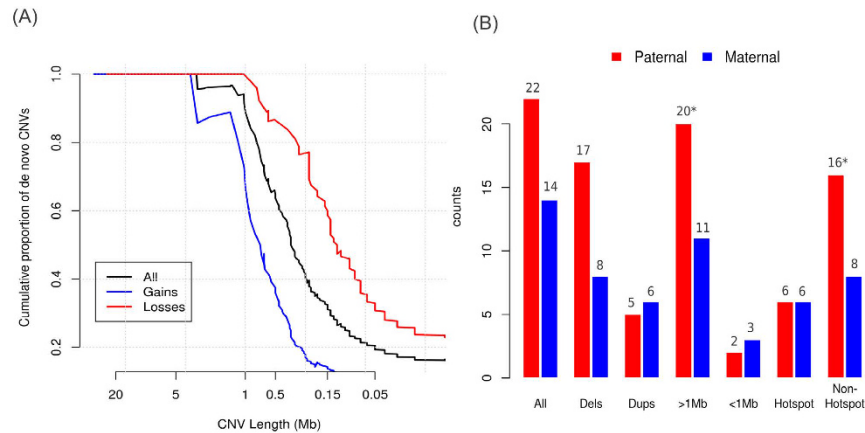 (A)
(B)
Cumulative proportion of de novo CNVs
1.0
0.8
0.6
0.4
0.2
All
Gains
Losses
20 5 1 0.5 0.15 0.05
CNV Length (Mb)
Paternal Maternal
counts
20
15
10
5
0
22
14
17
8
5
6
20*
11
2
3
6
6
16*
8
All Dels Dups >1Mb <1Mb Hotspot Non-
Hotspot